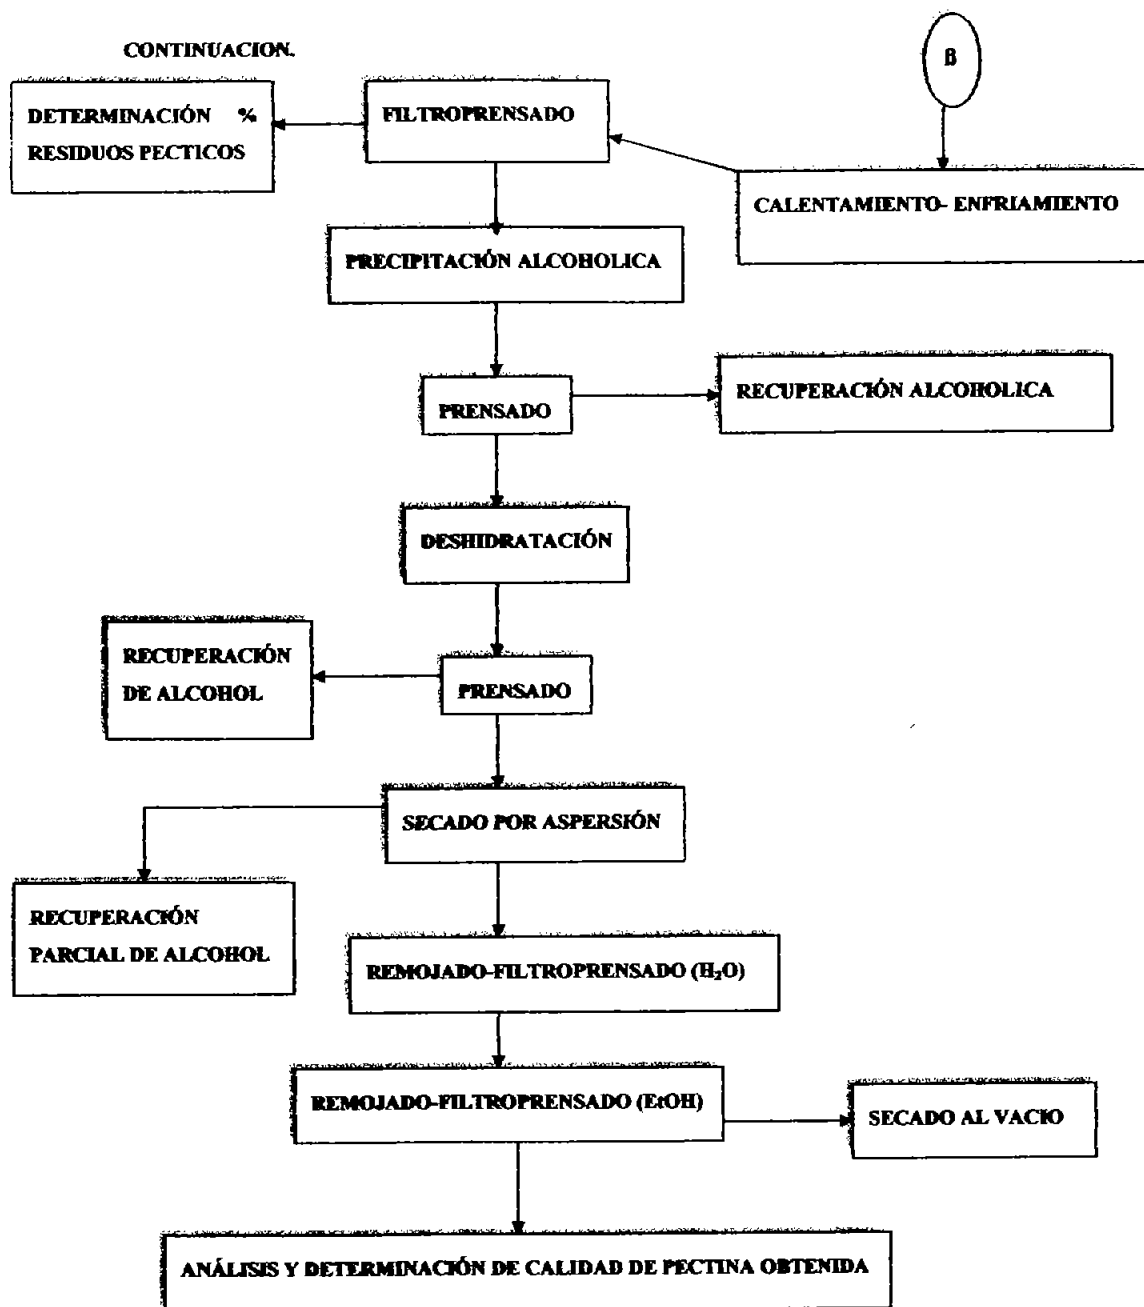 CONTINUACION.
B
DETERMINACIÓN %
RESIDUOS PECTICOS
FILTROPRENSADO
CALENTAMIENTO- ENFRIAMIENTO
PRECIPITACIÓN ALCOHOLICA
PRENSADO
RECUPERACIÓN ALCOHOLICA
DESHIDRATACIÓN
RECUPERACIÓN
DE ALCOHOL
PRENSADO
SECADO POR ASPERSIÓN
RECUPERACIÓN
PARCIAL DE ALCOHOL
REMOJADO-FILTROPRENSADO (H₂O)
REMOJADO-FILTROPRENSADO (EtOH)
SECADO AL VACIO
ANÁLISIS Y DETERMINACIÓN DE CALIDAD DE PECTINA OBTENIDA